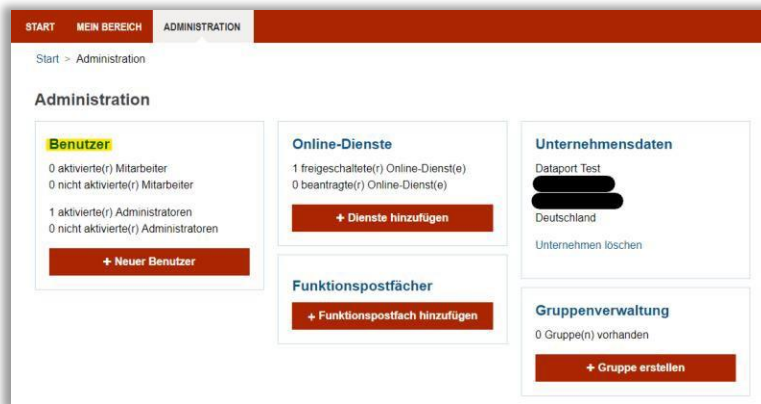 START MEIN BEREICH ADMINISTRATION
Start > Administration
Administration
Benutzer
0 aktivierte(r) Mitarbeiter
0 nicht aktivierte(r) Mitarbeiter
1 aktivierte(r) Administratoren
0 nicht aktivierte(r) Administratoren
+ Neuer Benutzer
Online-Dienste
1 freigeschaltete(r) Online-Dienst(e)
0 beantragte(r) Online-Dienst(e)
+ Dienste hinzufügen
Funktionspostfächer
+ Funktionspostfach hinzufügen
Unternehmensdaten
Dataport Test
Deutschland
Unternehmen löschen
Gruppenverwaltung
0 Gruppe(n) vorhanden
+ Gruppe erstellen